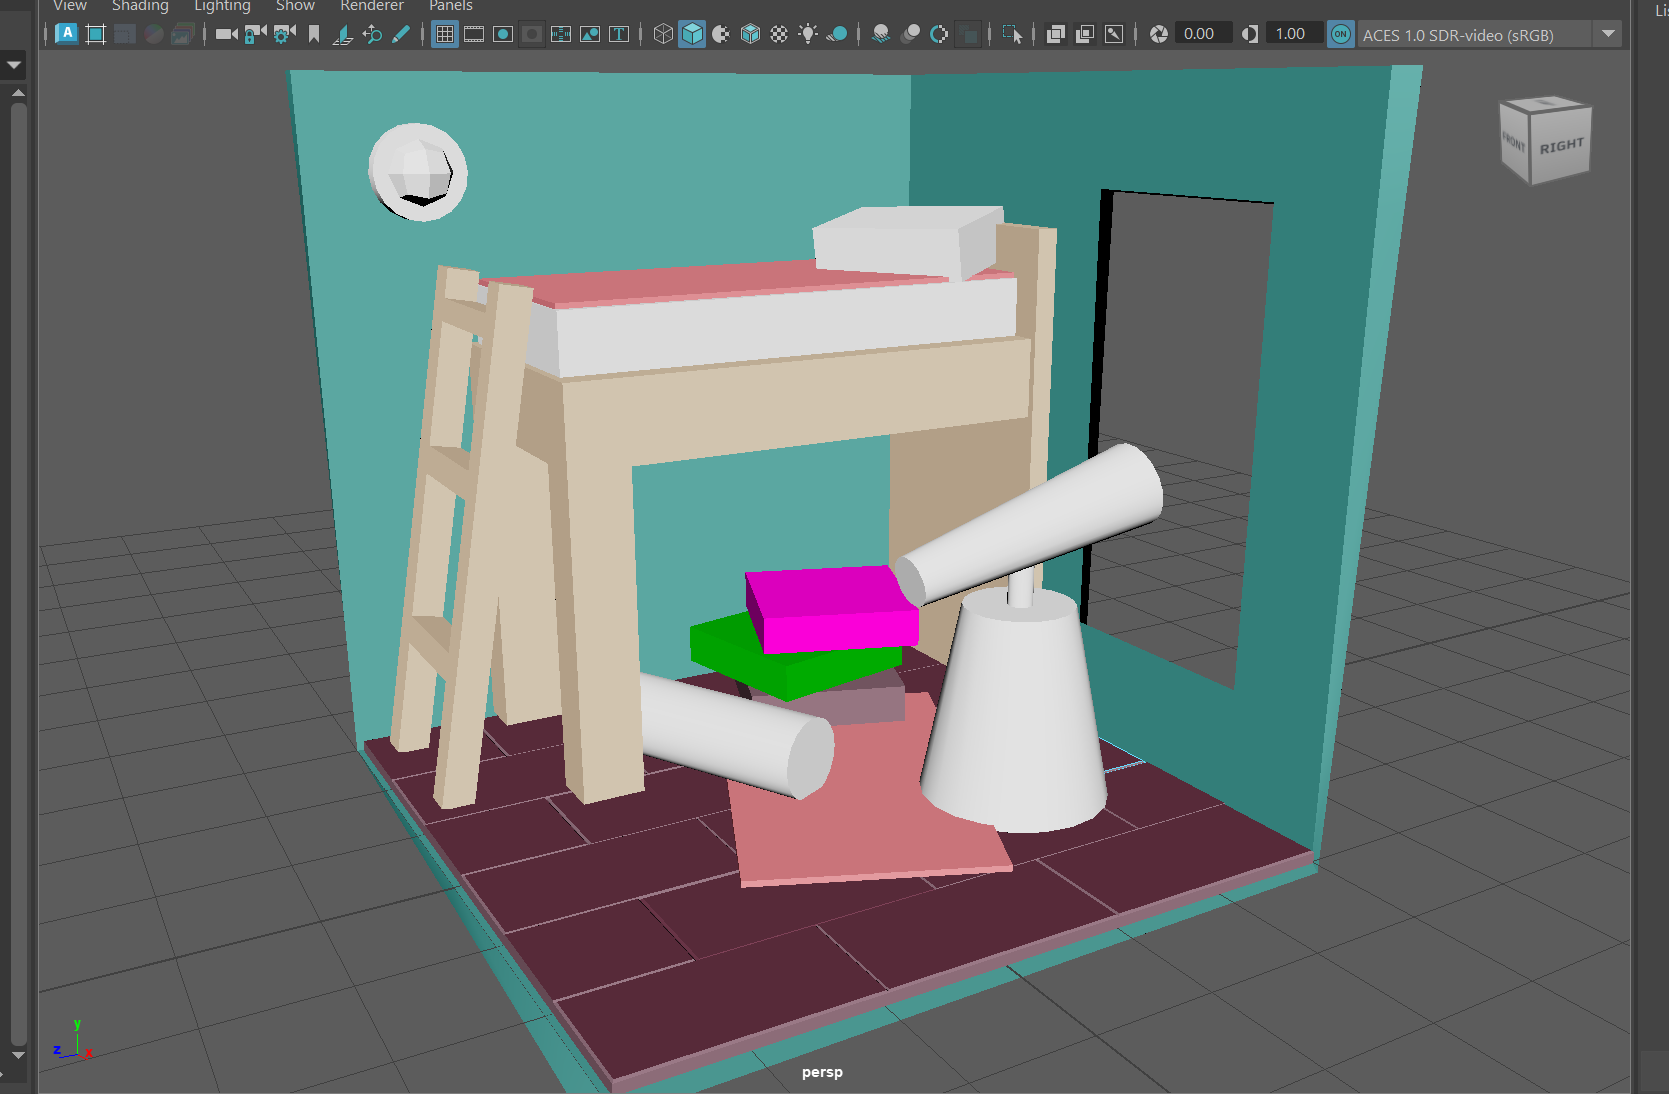 View Shading Lighting Show Renderer Panels
A T 0.00 1.00 ON ACES 1.0 SDR-video (sRGB)
FRONT RIGHT
y
z x
persp